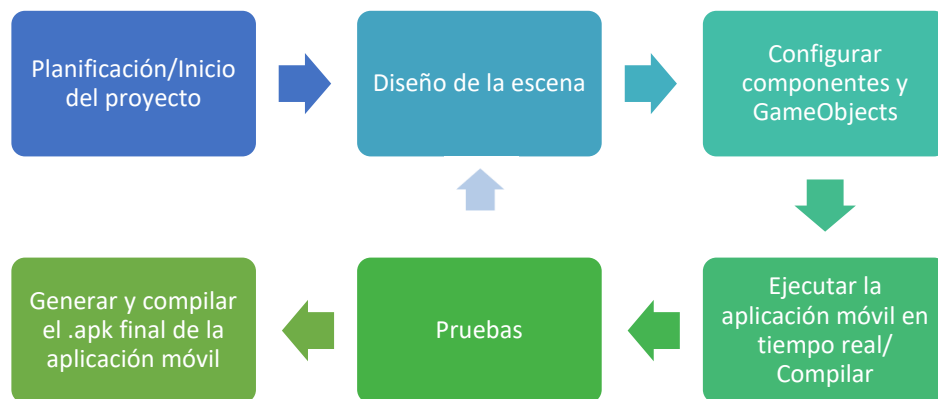 Planificación/Inicio
del proyecto
Diseño de la escena
Configurar
componentes y
GameObjects
Ejecutar la
aplicación móvil en
tiempo real/
Compilar
Pruebas
Generar y compilar
el .apk final de la
aplicación móvil